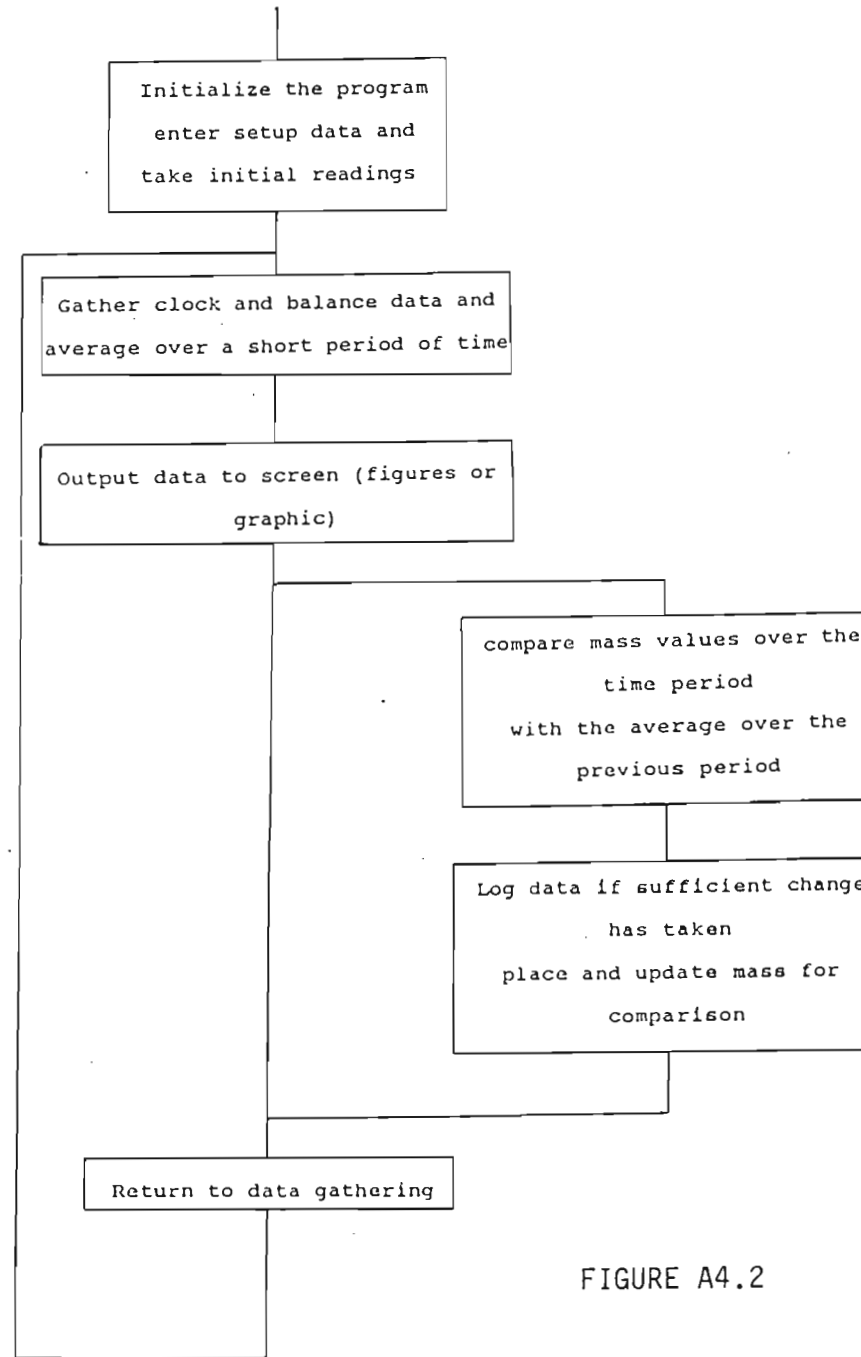 Initialize the program
enter setup data and
take initial readings
Gather clock and balance data and
average over a short period of time
Output data to screen (figures or
graphic)
compare mass values over the
time period
with the average over the
previous period
Log data if sufficient change
has taken
place and update mass for
comparison
Return to data gathering
FIGURE A4.2